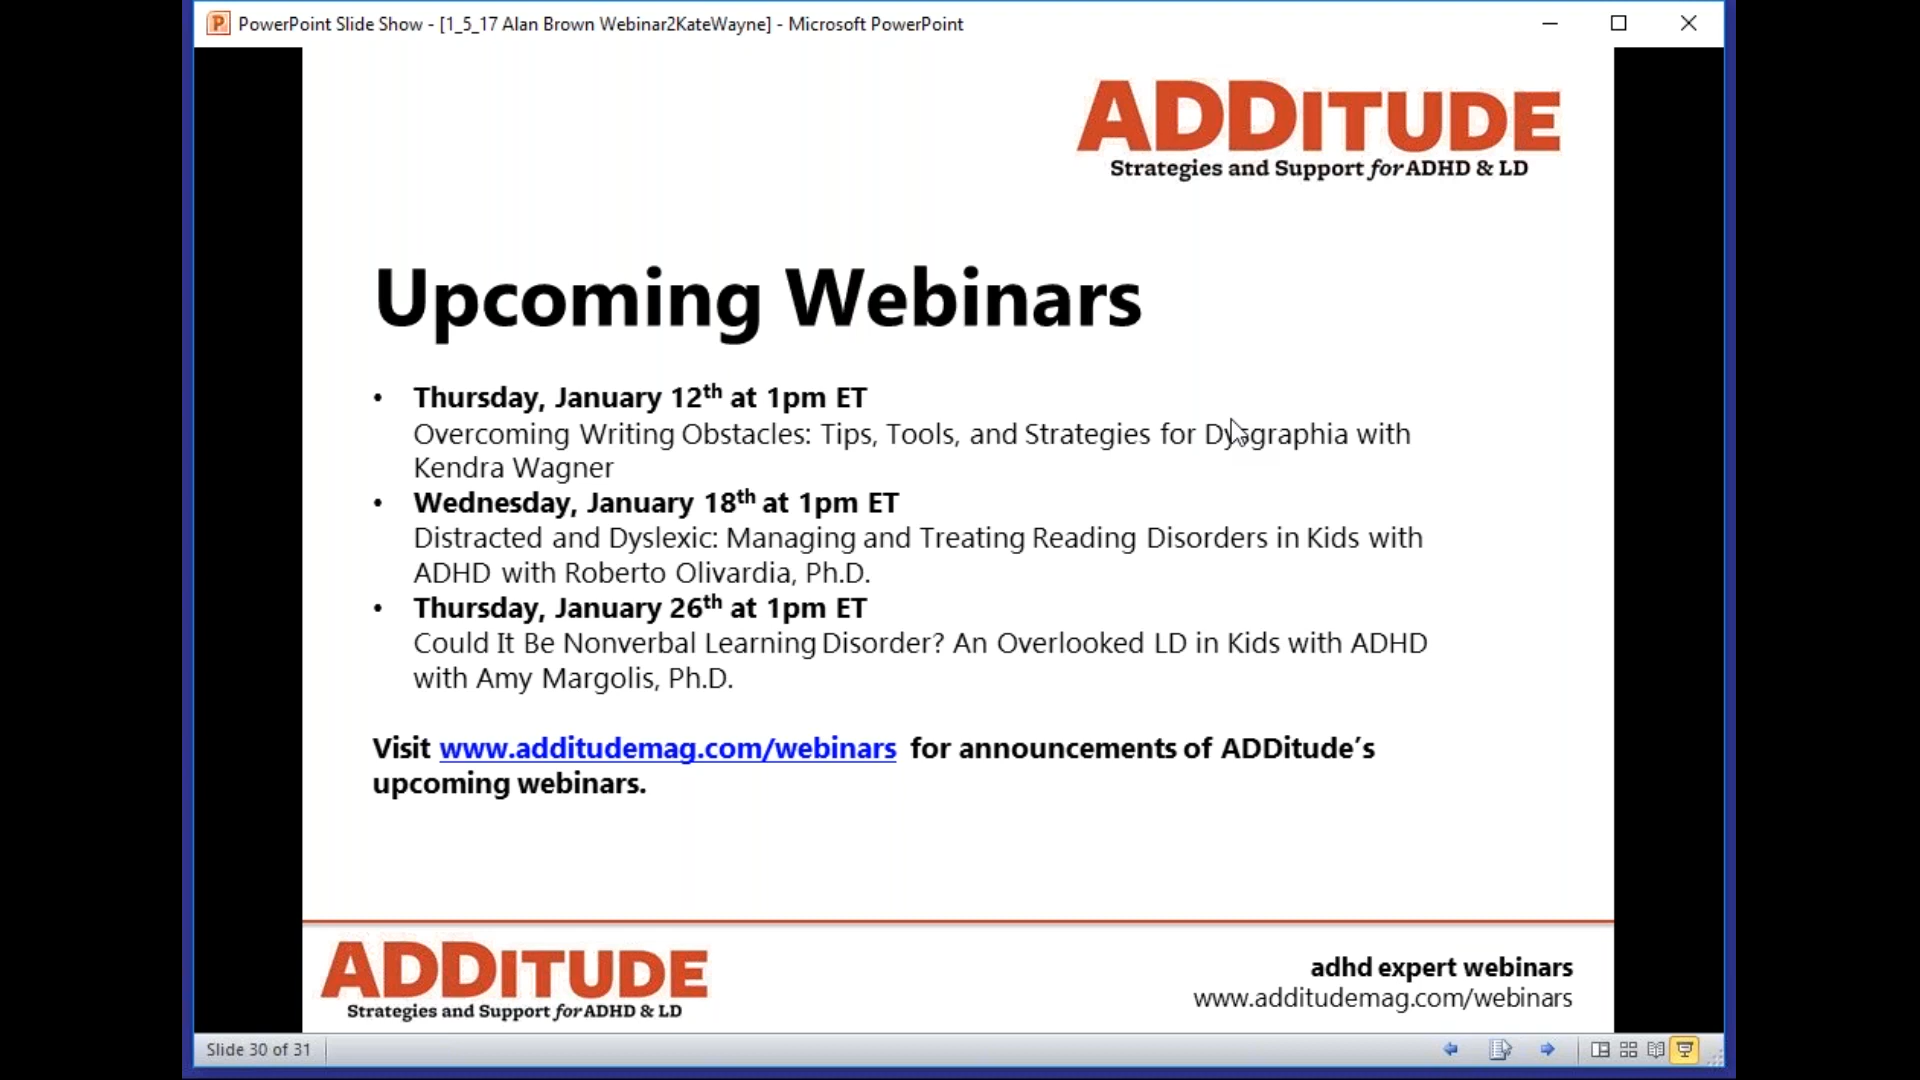 PowerPoint Slide Show - [1_5_17 Alan Brown Webinar2KateWayne] - Microsoft PowerPoint
ADDITUDE
Strategies and Support for ADHD & LD
Upcoming Webinars
• Thursday, January 12th at 1pm ET
Overcoming Writing Obstacles: Tips, Tools, and Strategies for Dysgraphia with
Kendra Wagner
• Wednesday, January 18th at 1pm ET
Distracted and Dyslexic: Managing and Treating Reading Disorders in Kids with
ADHD with Roberto Olivardia, Ph.D.
• Thursday, January 26th at 1pm ET
Could It Be Nonverbal Learning Disorder? An Overlooked LD in Kids with ADHD
with Amy Margolis, Ph.D.
Visit www.additudemag.com/webinars for announcements of ADDitude's
upcoming webinars.
ADDITUDE
Strategies and Support for ADHD & LD
adhd expert webinars
www.additudemag.com/webinars
Slide 30 of 31